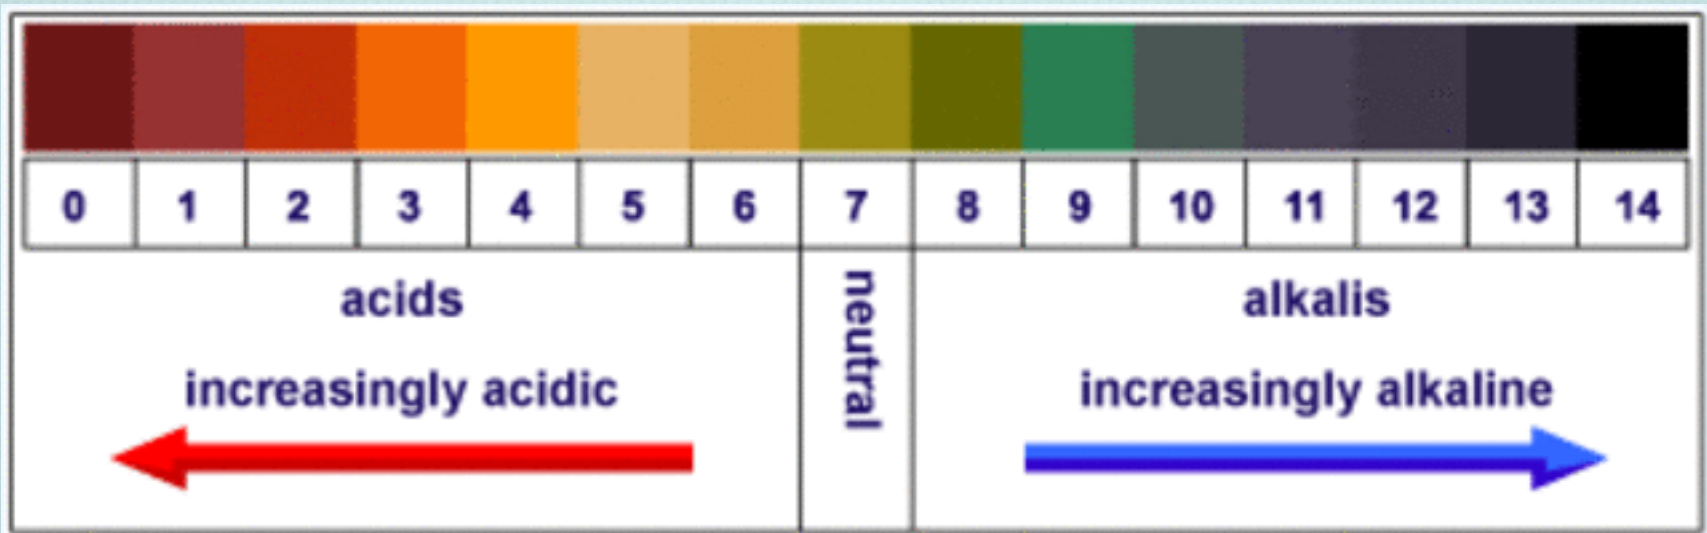 0 1 2 3 4 5 6 7 8 9 10 11 12 13 14
acids
neutral
alkalis
increasingly acidic
increasingly alkaline